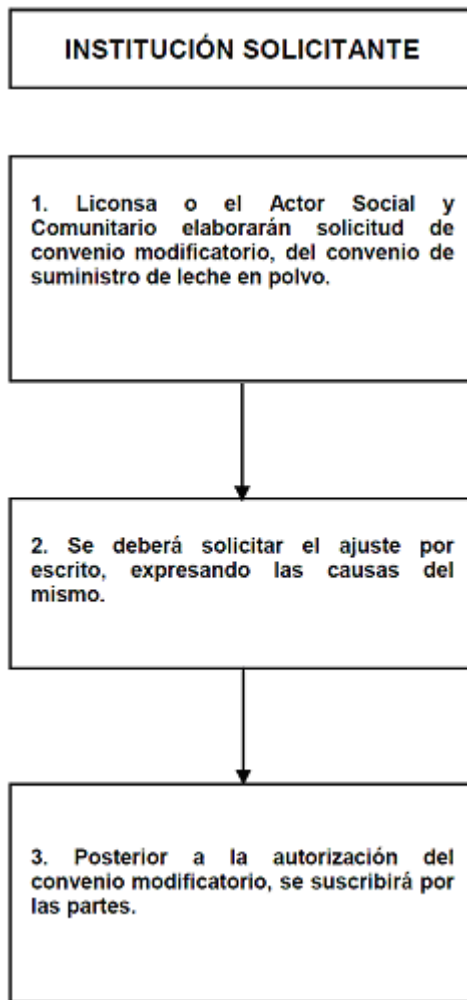 INSTITUCIÓN SOLICITANTE
1. Liconsa o el Actor Social y
Comunitario elaborarán solicitud de
convenio modificatorio, del convenio de
suministro de leche en polvo.
2. Se deberá solicitar el ajuste por
escrito, expresando las causas del
mismo.
3. Posterior a la autorización del
convenio modificatorio, se suscribirá por
las partes.